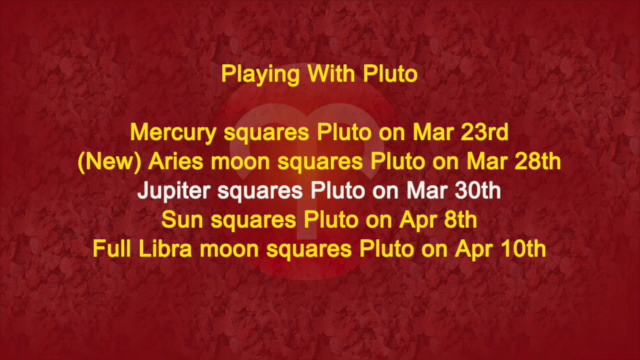 Playing With Pluto
Mercury squares Pluto on Mar 23rd
(New) Aries moon squares Pluto on Mar 28th
Jupiter squares Pluto on Mar 30th
Sun squares Pluto on Apr 8th
Full Libra moon squares Pluto on Apr 10th